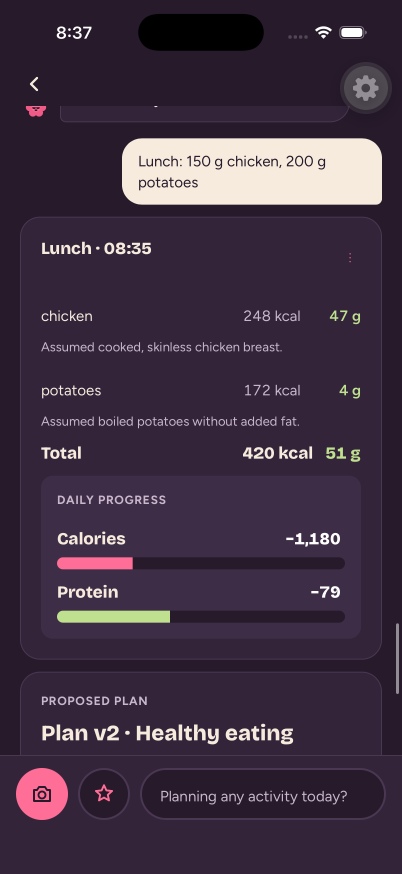 8:37
Lunch: 150 g chicken, 200 g
potatoes
Lunch · 08:35
chicken 248 kcal 47 g
Assumed cooked, skinless chicken breast.
potatoes 172 kcal 4 g
Assumed boiled potatoes without added fat.
Total 420 kcal 51 g
DAILY PROGRESS
Calories −1,180
Protein −79
PROPOSED PLAN
Plan v2 · Healthy eating
Planning any activity today?